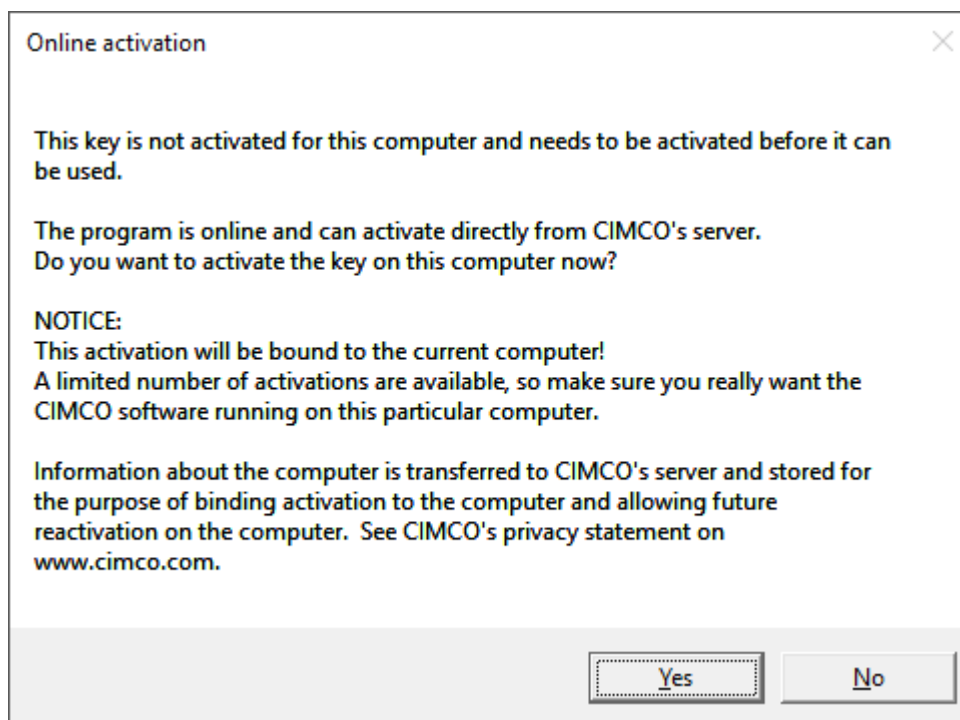 Online activation
This key is not activated for this computer and needs to be activated before it can
be used.
The program is online and can activate directly from CIMCO's server.
Do you want to activate the key on this computer now?
NOTICE:
This activation will be bound to the current computer!
A limited number of activations are available, so make sure you really want the
CIMCO software running on this particular computer.
Information about the computer is transferred to CIMCO's server and stored for
the purpose of binding activation to the computer and allowing future
reactivation on the computer.  See CIMCO's privacy statement on
www.cimco.com.
Yes No